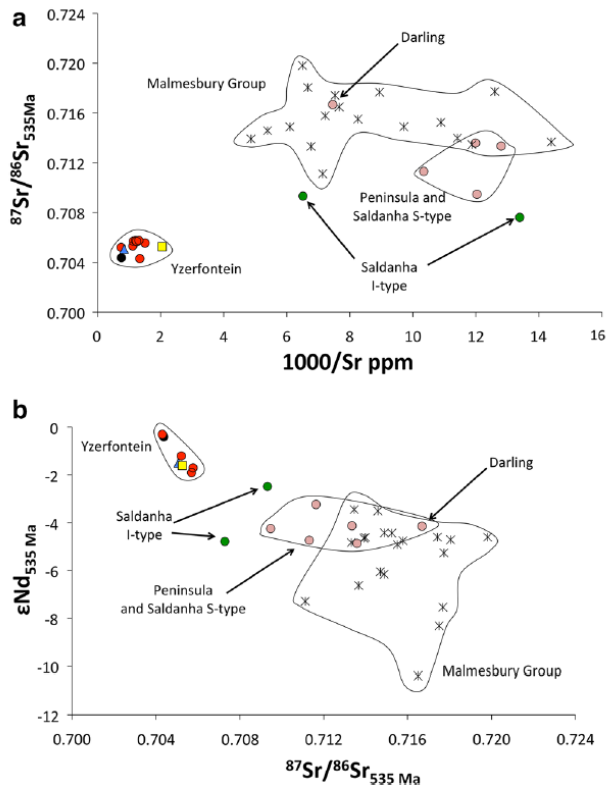 a
0.724
0.720
0.716
0.712
0.708
0.704
0.700
⁸⁷Sr/⁸⁶Sr₅₃₅Ma
Darling
Malmesbury Group
Peninsula and
Saldanha S-type
Saldanha
I-type
Yzerfontein
0 2 4 6 8 10 12 14 16
1000/Sr ppm
b
0
-2
-4
-6
-8
-10
-12
εNd₅₃₅ Ma
Yzerfontein
Darling
Saldanha
I-type
Peninsula
and Saldanha S-type
Malmesbury Group
0.700 0.704 0.708 0.712 0.716 0.720 0.724
⁸⁷Sr/⁸⁶Sr₅₃₅ Ma